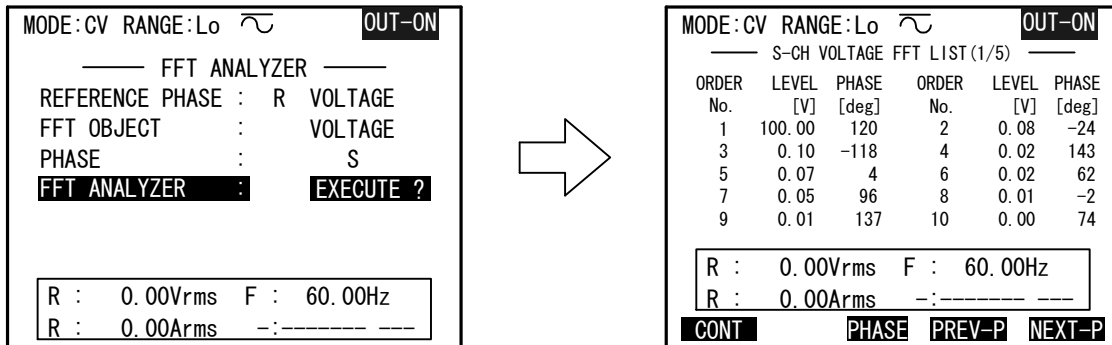 MODE:CV RANGE:Lo OUT-ON
FFT ANALYZER
REFERENCE PHASE : R VOLTAGE
FFT OBJECT : VOLTAGE
PHASE : S
FFT ANALYZER : EXECUTE ?
R : 0.00Vrms F : 60.00Hz
R : 0.00Arms -:------- ---
MODE:CV RANGE:Lo OUT-ON
S-CH VOLTAGE FFT LIST(1/5)
ORDER LEVEL PHASE ORDER LEVEL PHASE
No. [V] [deg] No. [V] [deg]
1 100.00 120 2 0.08 -24
3 0.10 -118 4 0.02 143
5 0.07 4 6 0.02 62
7 0.05 96 8 0.01 -2
9 0.01 137 10 0.00 74
R : 0.00Vrms F : 60.00Hz
R : 0.00Arms -:------- ---
CONT PHASE PREV-P NEXT-P